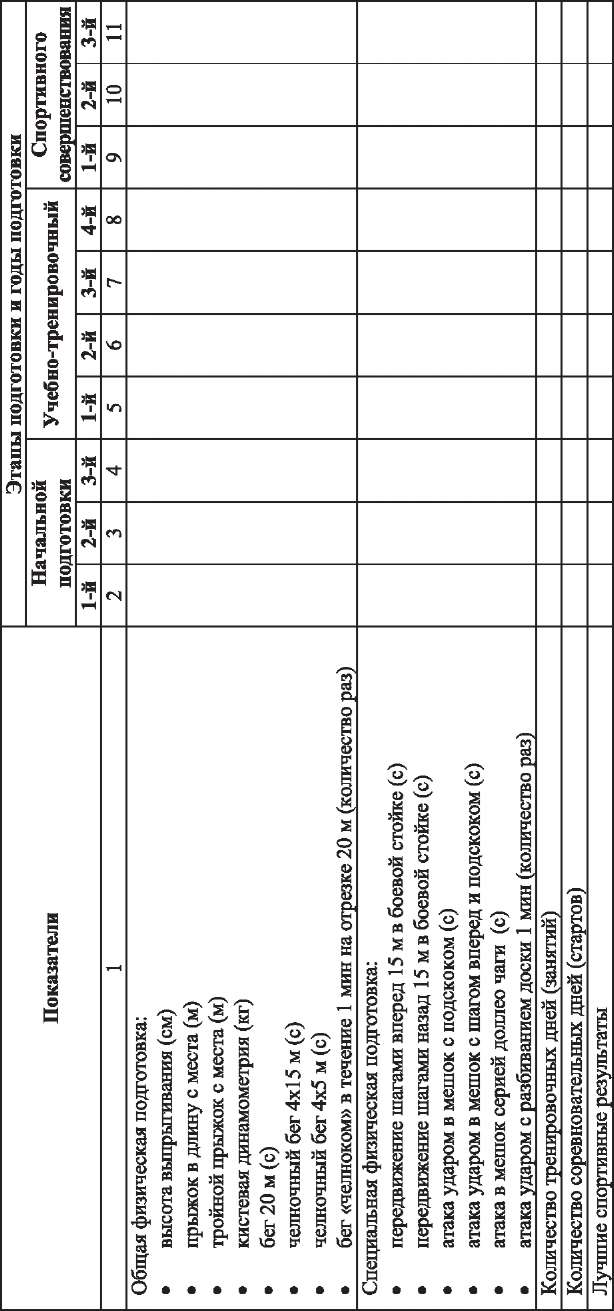 Показатели
Этапы подготовки и годы подготовки
Начальной
подготовки
Учебно-тренировочный
Спортивного
совершенствования
1-й
2-й
3-й
1-й
2-й
3-й
4-й
1-й
2-й
3-й
1
2
3
4
5
6
7
8
9
10
11
Общая физическая подготовка:
• высота выпрыгивания (см)
• прыжок в длину с места (м)
• тройной прыжок с места (м)
• кистевая динамометрия (кг)
• бег 20 м (с)
• челночный бег 4x15 м (с)
• челночный бег 4x5 м (с)
• бег «челноком» в течение 1 мин на отрезке 20 м (количество раз)
Специальная физическая подготовка:
• передвижение шагами вперед 15 м в боевой стойке (с)
• передвижение шагами назад 15 м в боевой стойке (с)
• атака ударом в мешок с подскоком (с)
• атака ударом в мешок с шагом вперед и подскоком (с)
• атака в мешок серией доллео чаги (с)
• атака ударом с разбиванием доски 1 мин (количество раз)
Количество тренировочных дней (занятий)
Количество соревновательных дней (стартов)
Лучшие спортивные результаты